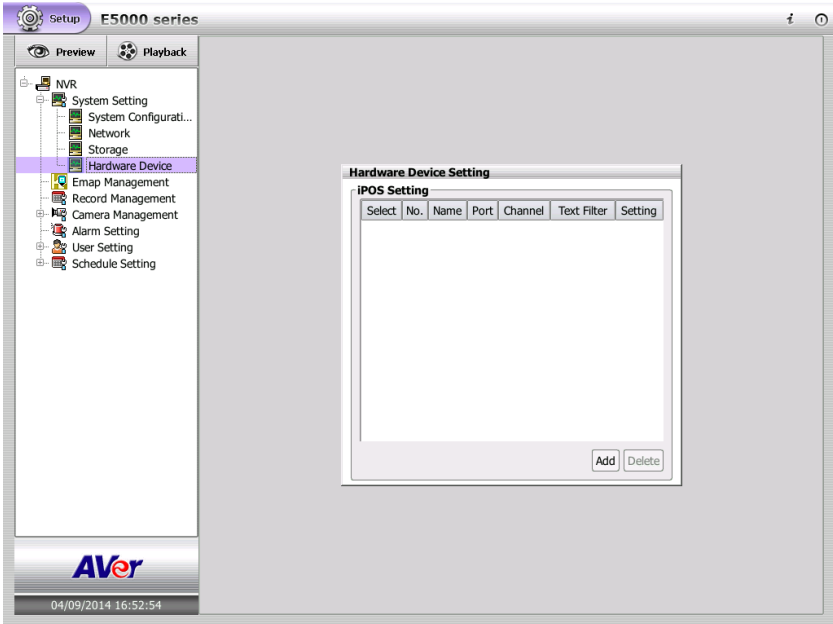 Setup E5000 series i
Preview Playback
NVR
System Setting
System Configurati...
Network
Storage
Hardware Device
Emap Management
Record Management
Camera Management
Alarm Setting
User Setting
Schedule Setting
Hardware Device Setting
iPOS Setting
Select No. Name Port Channel Text Filter Setting
Add Delete
AVer
04/09/2014 16:52:54